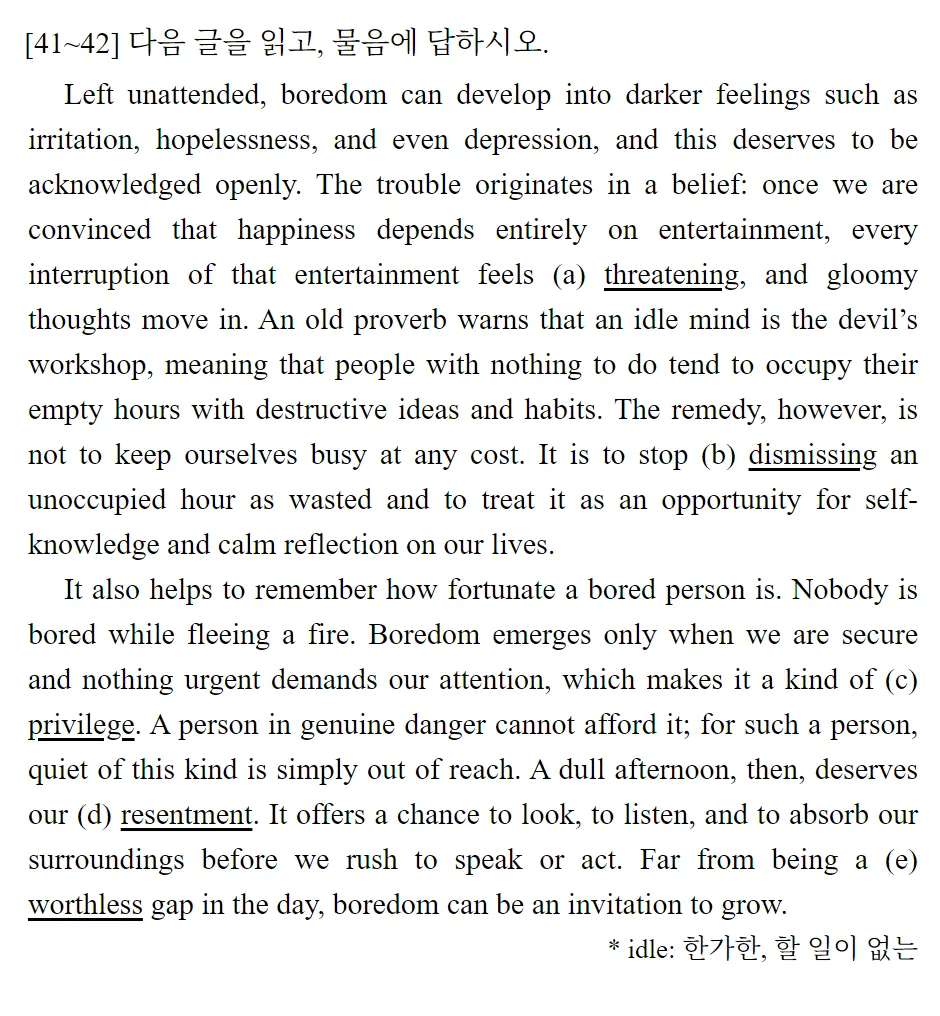 [41~42] 다음 글을 읽고, 물음에 답하시오.
Left unattended, boredom can develop into darker feelings such as
irritation, hopelessness, and even depression, and this deserves to be
acknowledged openly. The trouble originates in a belief: once we are
convinced that happiness depends entirely on entertainment, every
interruption of that entertainment feels (a) threatening, and gloomy
thoughts move in. An old proverb warns that an idle mind is the devil’s
workshop, meaning that people with nothing to do tend to occupy their
empty hours with destructive ideas and habits. The remedy, however, is
not to keep ourselves busy at any cost. It is to stop (b) dismissing an
unoccupied hour as wasted and to treat it as an opportunity for self-
knowledge and calm reflection on our lives.
It also helps to remember how fortunate a bored person is. Nobody is
bored while fleeing a fire. Boredom emerges only when we are secure
and nothing urgent demands our attention, which makes it a kind of (c)
privilege. A person in genuine danger cannot afford it; for such a person,
quiet of this kind is simply out of reach. A dull afternoon, then, deserves
our (d) resentment. It offers a chance to look, to listen, and to absorb our
surroundings before we rush to speak or act. Far from being a (e)
worthless gap in the day, boredom can be an invitation to grow.
* idle: 한가한, 할 일이 없는